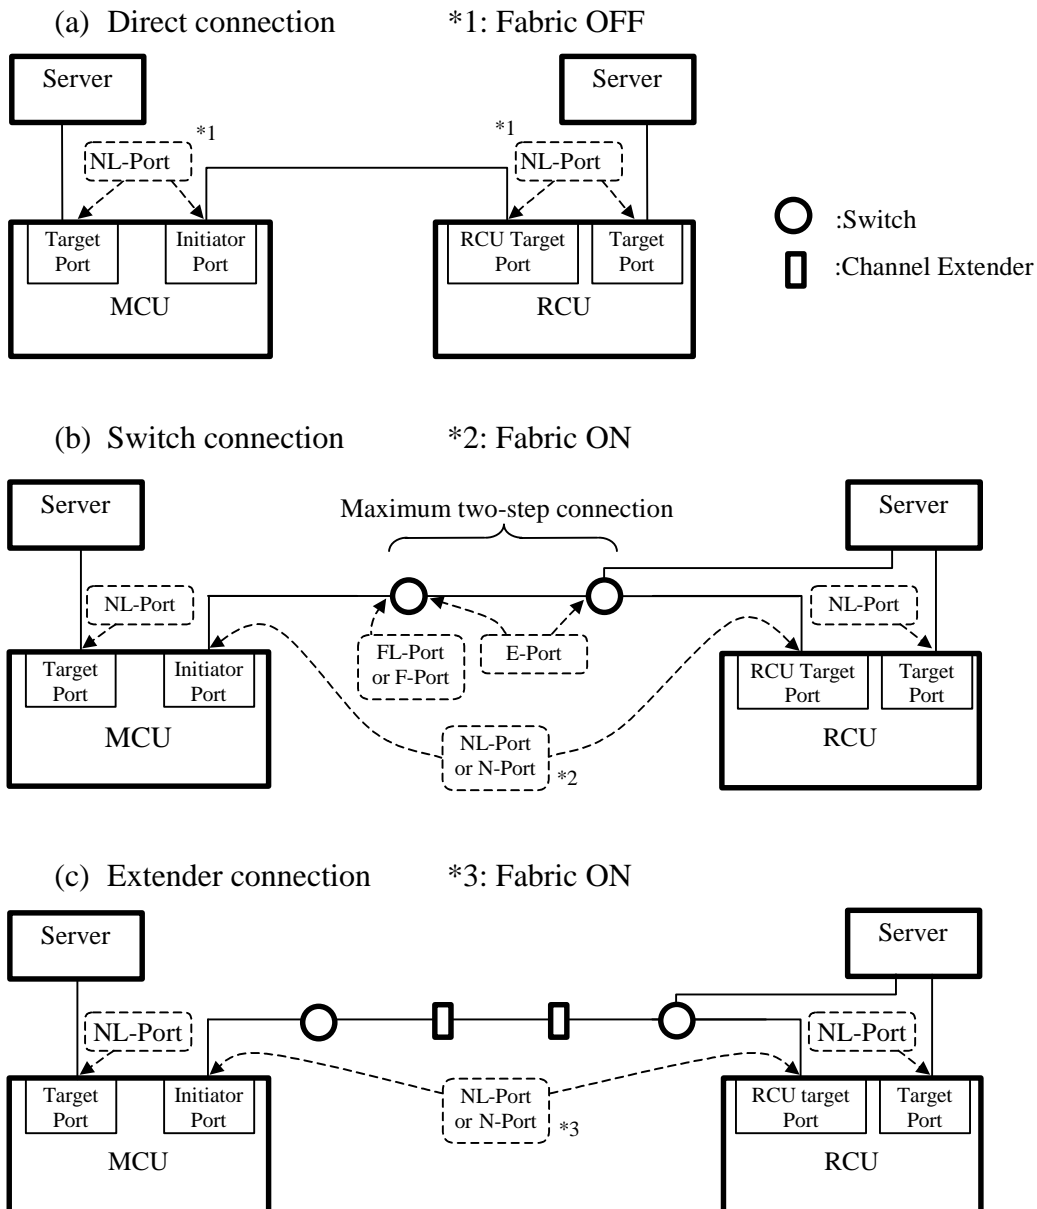 (a) Direct connection *1: Fabric OFF
Server
Server
*1
*1
NL-Port
NL-Port
:Switch
Target
Port
Initiator
Port
RCU Target
Port
Target
Port
:Channel Extender
MCU
RCU
(b) Switch connection *2: Fabric ON
Server
Server
Maximum two-step connection
NL-Port
NL-Port
FL-Port
or F-Port
E-Port
Target
Port
Initiator
Port
RCU Target
Port
Target
Port
MCU
RCU
NL-Port
or N-Port
*2
(c) Extender connection *3: Fabric ON
Server
Server
NL-Port
NL-Port
Target
Port
Initiator
Port
NL-Port
or N-Port
*3
RCU target
Port
Target
Port
MCU
RCU